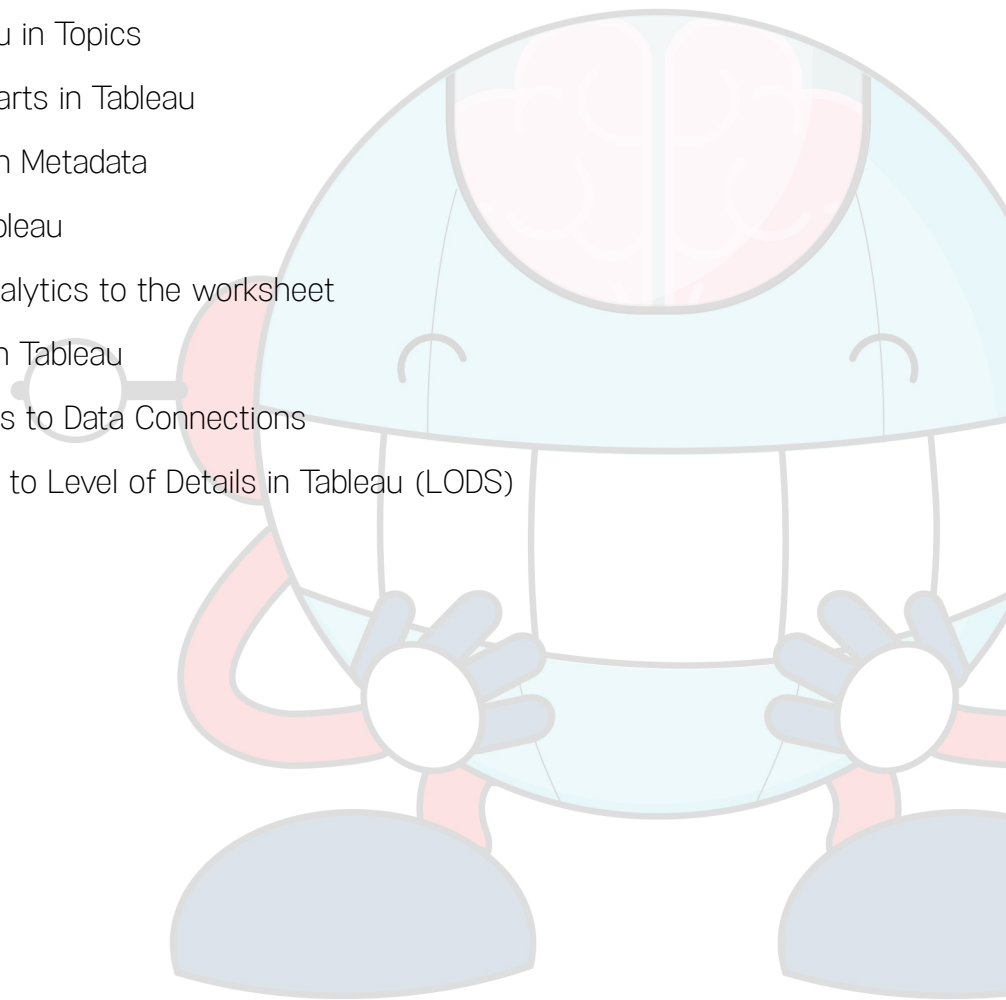 u in Topics
arts in Tableau
n Metadata
bleau
alytics to the worksheet
n Tableau
s to Data Connections
to Level of Details in Tableau (LODS)